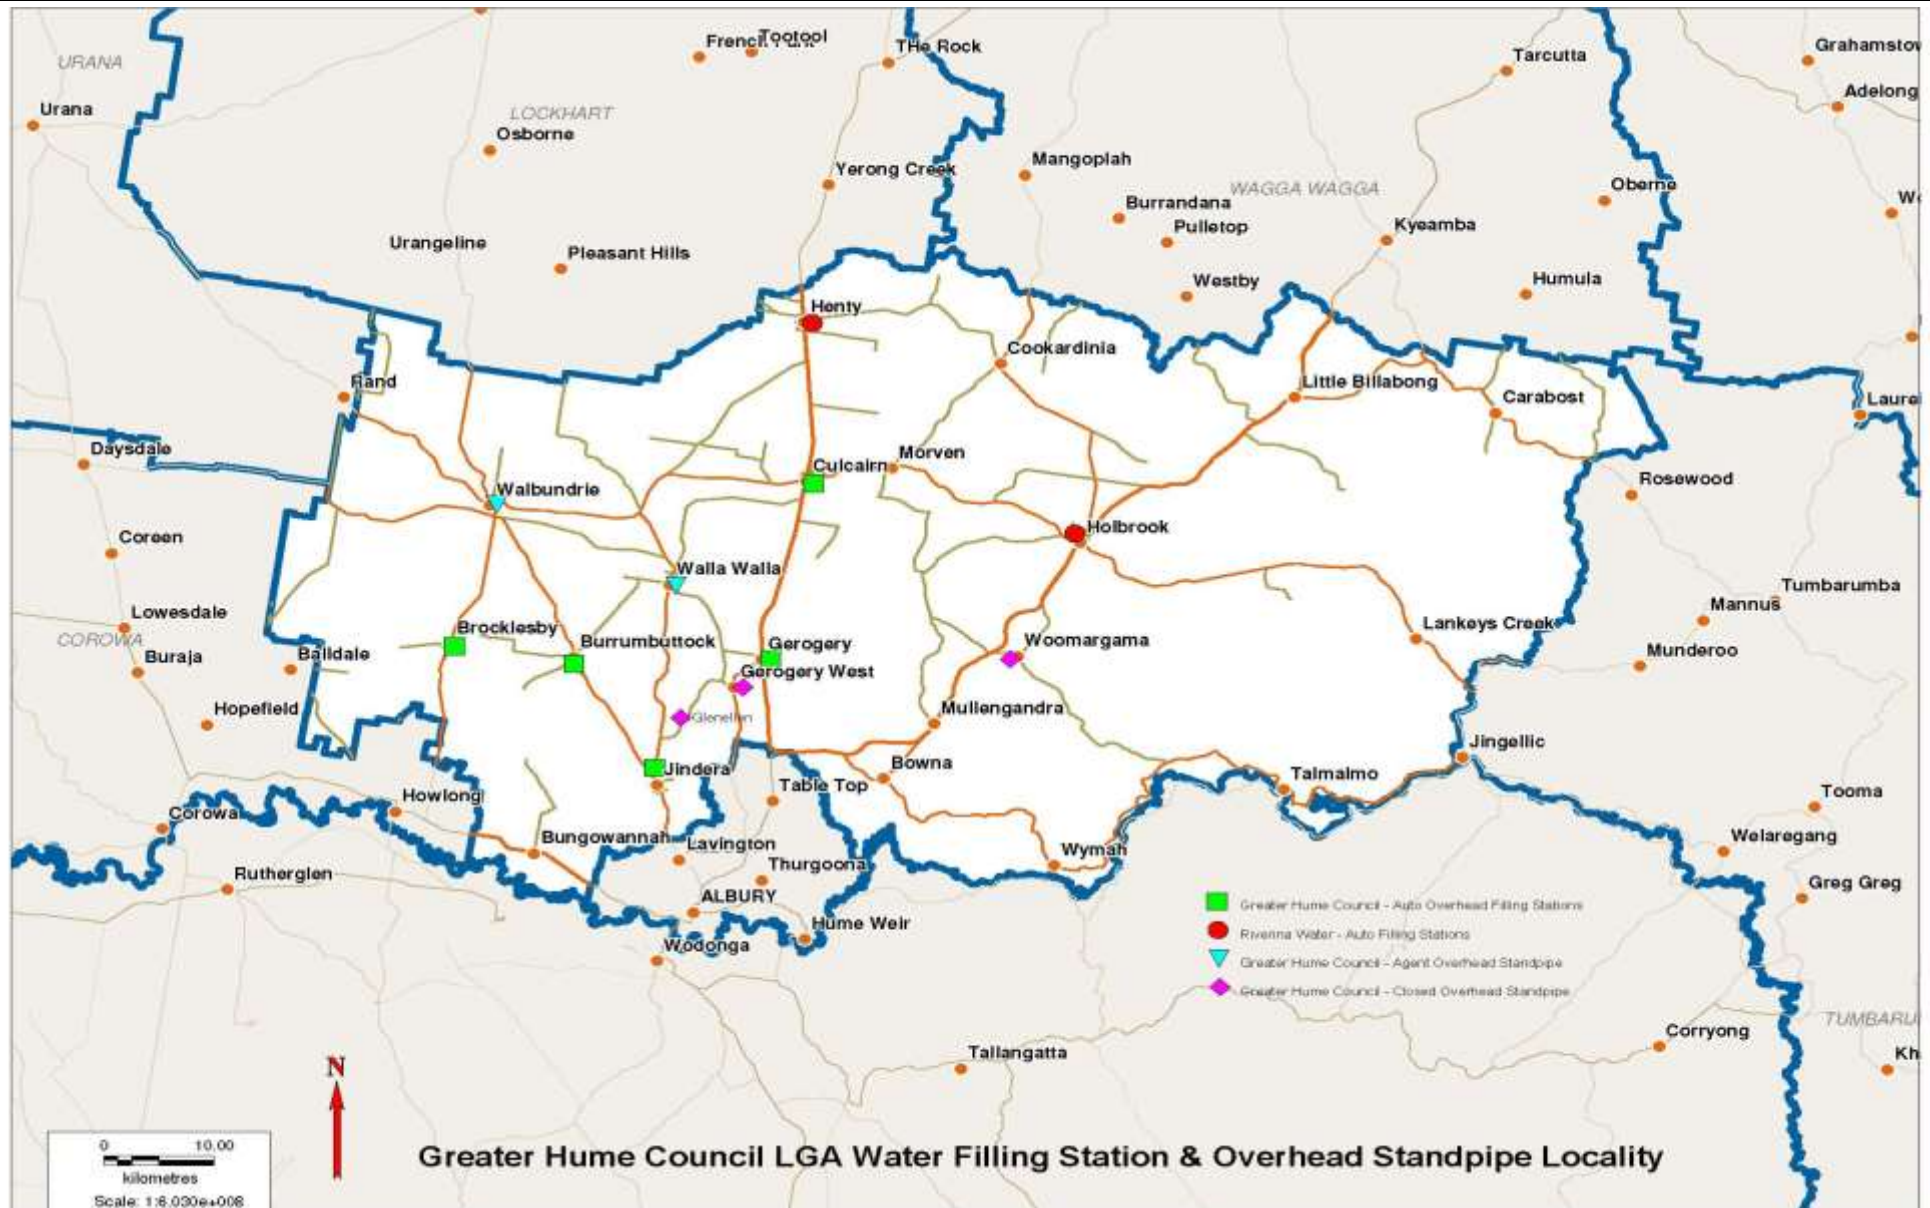 French Park
Tootool
THe Rock
Tarcutta
Grahamstow
URANA
Adelong
Urana
LOCKHART
Osborne
Mangoplah
Yerong Creek
WAGGA WAGGA
Oberne
Wo
Burrandana
Pulletop
Kyeamba
Urangeline
Pleasant Hills
Westby
Humula
Henty
Cookardinia
Rand
Little Billabong
Carabost
Laure
Daysdale
Morven
Culcairn
Rosewood
Walbundrie
Holbrook
Coreen
Walla Walla
Tumbarumba
Mannus
Lowesdale
Lankeys Creek
Brocklesby
Burrumbuttock
Gerogery
Woomargama
COROWA
Buraja
Balldale
Munderoo
Gerogery West
Hopefield
Glenellen
Mullengandra
Jingellic
Jindera
Bowna
Talmalmo
Table Top
Howlong
Tooma
Corowa
Bungowannah
Lavington
Welaregang
Wymah
Thurgoona
Rutherglen
Greg Greg
ALBURY
Hume Weir
Wodonga
Greater Hume Council - Auto Overhead Filling Stations
Riverina Water - Auto Filling Stations
Greater Hume Council - Agent Overhead Standpipe
Greater Hume Council - Closed Overhead Standpipe
TUMBARU
Corryong
Tallangatta
Kh
N
0 10.00
kilometres
Scale: 1:6.030e+008
Greater Hume Council LGA Water Filling Station & Overhead Standpipe Locality